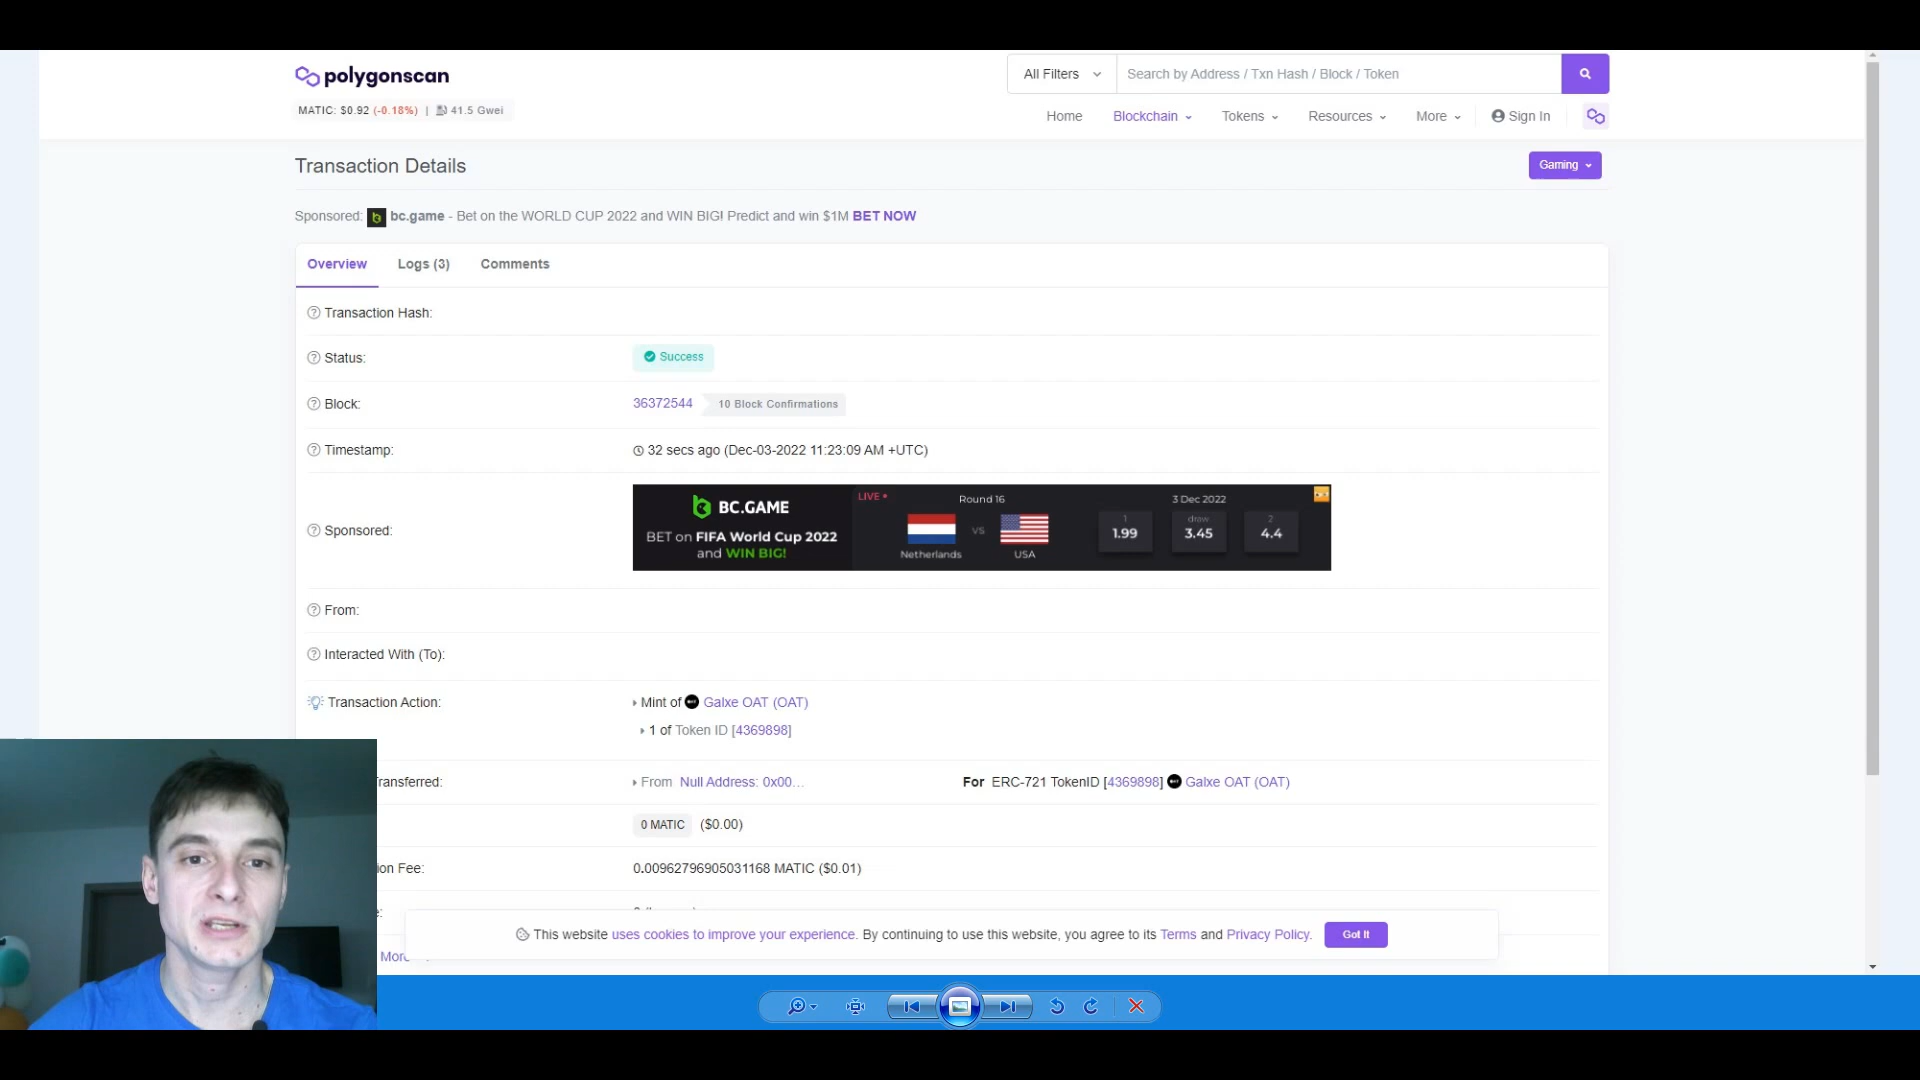 polygonscan
All Filters
Search by Address / Txn Hash / Block / Token
MATIC: $0.92 (-0.18%) | 41.5 Gwei
Home Blockchain Tokens Resources More Sign In
Transaction Details
Gaming
Sponsored: bc.game - Bet on the WORLD CUP 2022 and WIN BIG! Predict and win $1M BET NOW
Overview Logs (3) Comments
Transaction Hash:
Status: Success
Block: 36372544 10 Block Confirmations
Timestamp: 32 secs ago (Dec-03-2022 11:23:09 AM +UTC)
Sponsored:
BC.GAME
BET on FIFA World Cup 2022
and WIN BIG!
LIVE
Round 16
3 Dec 2022
Netherlands vs USA
1 1.99
draw 3.45
2 4.4
From:
Interacted With (To):
Transaction Action: Mint of Galxe OAT (OAT)
1 of Token ID [4369898]
ransferred: From Null Address: 0x00... For ERC-721 TokenID [4369898] Galxe OAT (OAT)
0 MATIC ($0.00)
ion Fee: 0.00962796905031168 MATIC ($0.01)
This website uses cookies to improve your experience. By continuing to use this website, you agree to its Terms and Privacy Policy. Got It
More